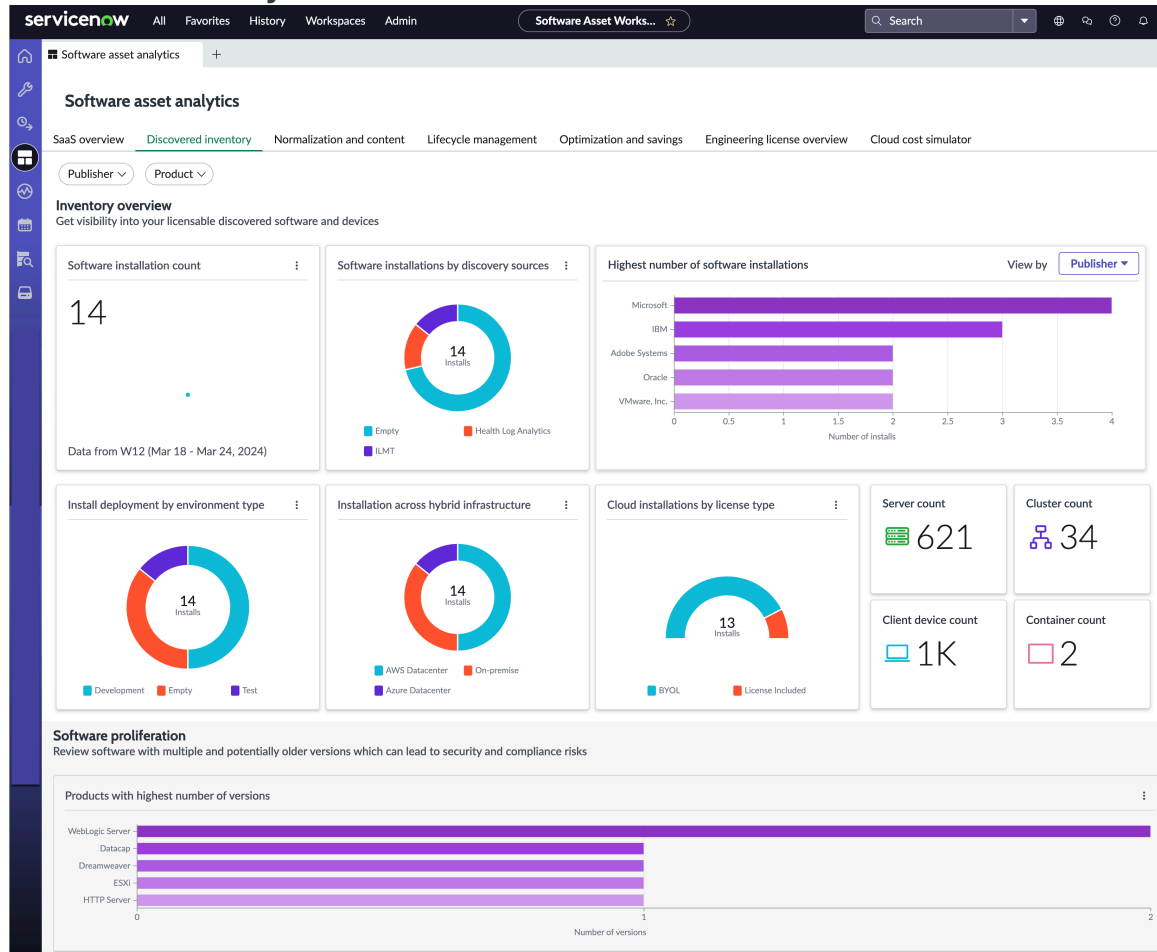 servicenow All Favorites History Workspaces Admin Software Asset Works... Search
Software asset analytics
Software asset analytics
SaaS overview Discovered inventory Normalization and content Lifecycle management Optimization and savings Engineering license overview Cloud cost simulator
Publisher Product
Inventory overview
Get visibility into your licensable discovered software and devices
Software installation count
14
Data from W12 (Mar 18 - Mar 24, 2024)
Software installations by discovery sources
14
Installs
Empty Health Log Analytics
ILMT
Highest number of software installations View by Publisher
Microsoft
IBM
Adobe Systems
Oracle
VMware, Inc.
0 0.5 1 1.5 2 2.5 3 3.5 4
Number of installs
Install deployment by environment type
14
Installs
Development Empty Test
Installation across hybrid infrastructure
14
Installs
AWS Datacenter On-premise
Azure Datacenter
Cloud installations by license type
13
Installs
BYOL License Included
Server count
621
Cluster count
34
Client device count
1K
Container count
2
Software proliferation
Review software with multiple and potentially older versions which can lead to security and compliance risks
Products with highest number of versions
WebLogic Server
Datacap
Dreamweaver
ESXi
HTTP Server
0 1 2
Number of versions